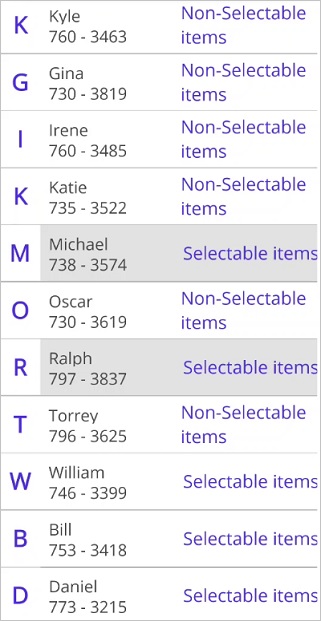 K
Kyle
760 - 3463
Non-Selectable
items
G
Gina
730 - 3819
Non-Selectable
items
I
Irene
760 - 3485
Non-Selectable
items
K
Katie
735 - 3522
Non-Selectable
items
M
Michael
738 - 3574
Selectable items
O
Oscar
730 - 3619
Non-Selectable
items
R
Ralph
797 - 3837
Selectable items
T
Torrey
796 - 3625
Non-Selectable
items
W
William
746 - 3399
Selectable items
B
Bill
753 - 3418
Selectable items
D
Daniel
773 - 3215
Selectable items